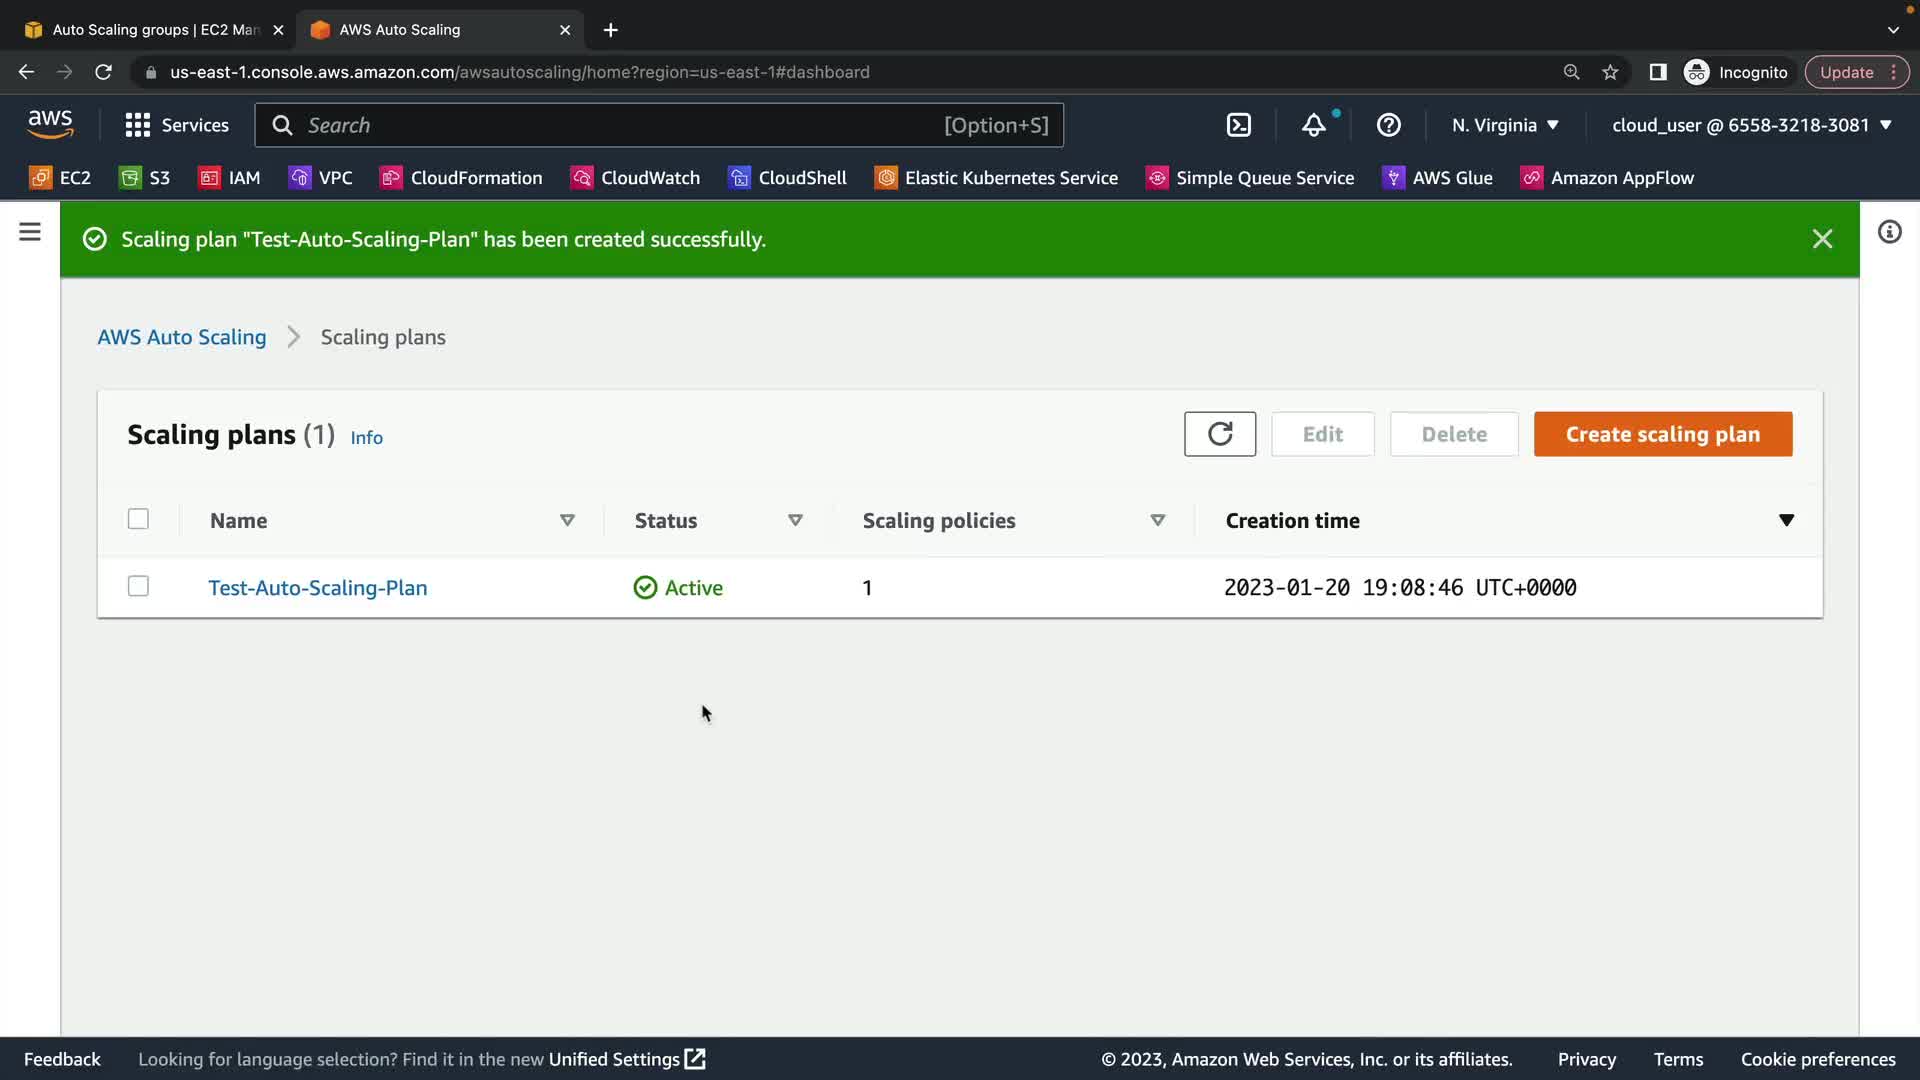 Auto Scaling groups | EC2 Man
AWS Auto Scaling
us-east-1.console.aws.amazon.com/awsautoscaling/home?region=us-east-1#dashboard
Incognito
Update
aws
Services
Search
[Option+S]
N. Virginia
cloud_user @ 6558-3218-3081
EC2
S3
IAM
VPC
CloudFormation
CloudWatch
CloudShell
Elastic Kubernetes Service
Simple Queue Service
AWS Glue
Amazon AppFlow
Scaling plan "Test-Auto-Scaling-Plan" has been created successfully.
AWS Auto Scaling
Scaling plans
Scaling plans (1) Info
Edit
Delete
Create scaling plan
Name
Status
Scaling policies
Creation time
Test-Auto-Scaling-Plan
Active
1
2023-01-20 19:08:46 UTC+0000
Feedback
Looking for language selection? Find it in the new Unified Settings
© 2023, Amazon Web Services, Inc. or its affiliates.
Privacy
Terms
Cookie preferences